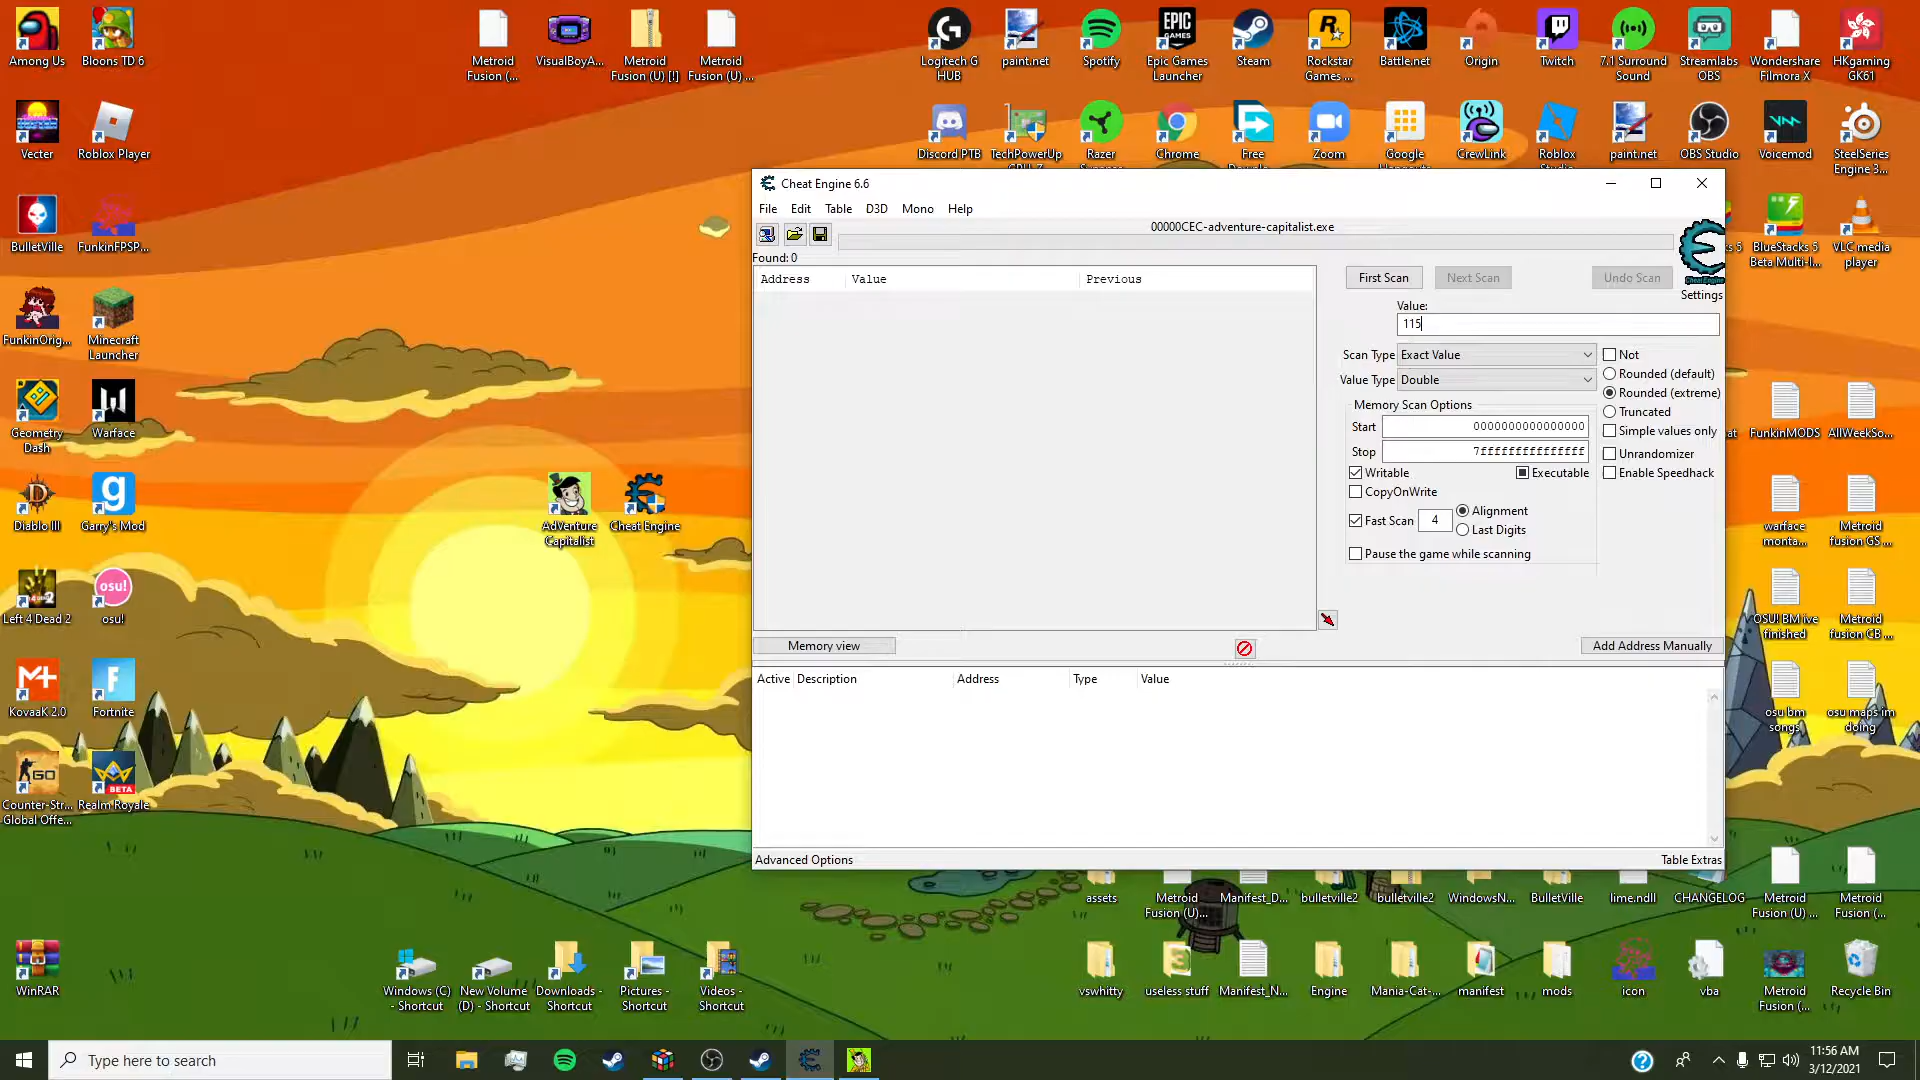 Among Us
Bloons TD 6
Metroid
Fusion (...
VisualBoyA...
Metroid
Fusion (U) [!]
Metroid
Fusion (U) ...
Logitech G
HUB
paint.net
Spotify
Epic Games
Launcher
Steam
Rockstar
Games ...
Battle.net
Origin
Twitch
7.1 Surround
Sound
Streamlabs
OBS
Wondershare
Filmora X
HKgaming
GK61
Vecter
Roblox Player
Discord PTB
TechPowerUp
Razer
Chrome
Free
Zoom
Google
CrewLink
Roblox
paint.net
OBS Studio
Voicemod
SteelSeries
Engine 3...
BulletVille
FunkinFPSP...
BlueStacks 5
Beta Multi-I...
VLC media
player
FunkinOrig...
Minecraft
Launcher
Geometry
Dash
Warface
FunkinMODS
AllWeekSo...
Diablo III
Garry's Mod
AdVenture
Capitalist
Cheat Engine
warface
monta...
Metroid
fusion GS ...
Left 4 Dead 2
osu!
OSU! BM ive
finished
Metroid
fusion CB ...
KovaaK 2.0
Fortnite
osu bm
songs
osu maps im
doing
Counter-Str...
Global Offe...
Realm Royale
Cheat Engine 6.6
File Edit Table D3D Mono Help
00000CEC-adventure-capitalist.exe
Found: 0
Address Value Previous
First Scan Next Scan Undo Scan
Settings
Value:
115
Scan Type Exact Value
Not
Value Type Double
Rounded (default)
Rounded (extreme)
Truncated
Simple values only
Unrandomizer
Enable Speedhack
Memory Scan Options
Start 0000000000000000
Stop 7fffffffffffffff
Writable Executable
CopyOnWrite
Fast Scan 4 Alignment
Last Digits
Pause the game while scanning
Memory view
Add Address Manually
Active Description Address Type Value
Advanced Options
Table Extras
assets
Metroid
Fusion (U)...
Manifest_D...
bulletville2
bulletville2
WindowsN...
BulletVille
lime.ndll
CHANGELOG
Metroid
Fusion (U) ...
Metroid
Fusion (...
WinRAR
Windows (C)
- Shortcut
New Volume
(D) - Shortcut
Downloads -
Shortcut
Pictures -
Shortcut
Videos -
Shortcut
vswhitty
useless stuff
Manifest_N...
Engine
Mania-Cat-...
manifest
mods
icon
vba
Metroid
Fusion (...
Recycle Bin
Type here to search
11:56 AM
3/12/2021